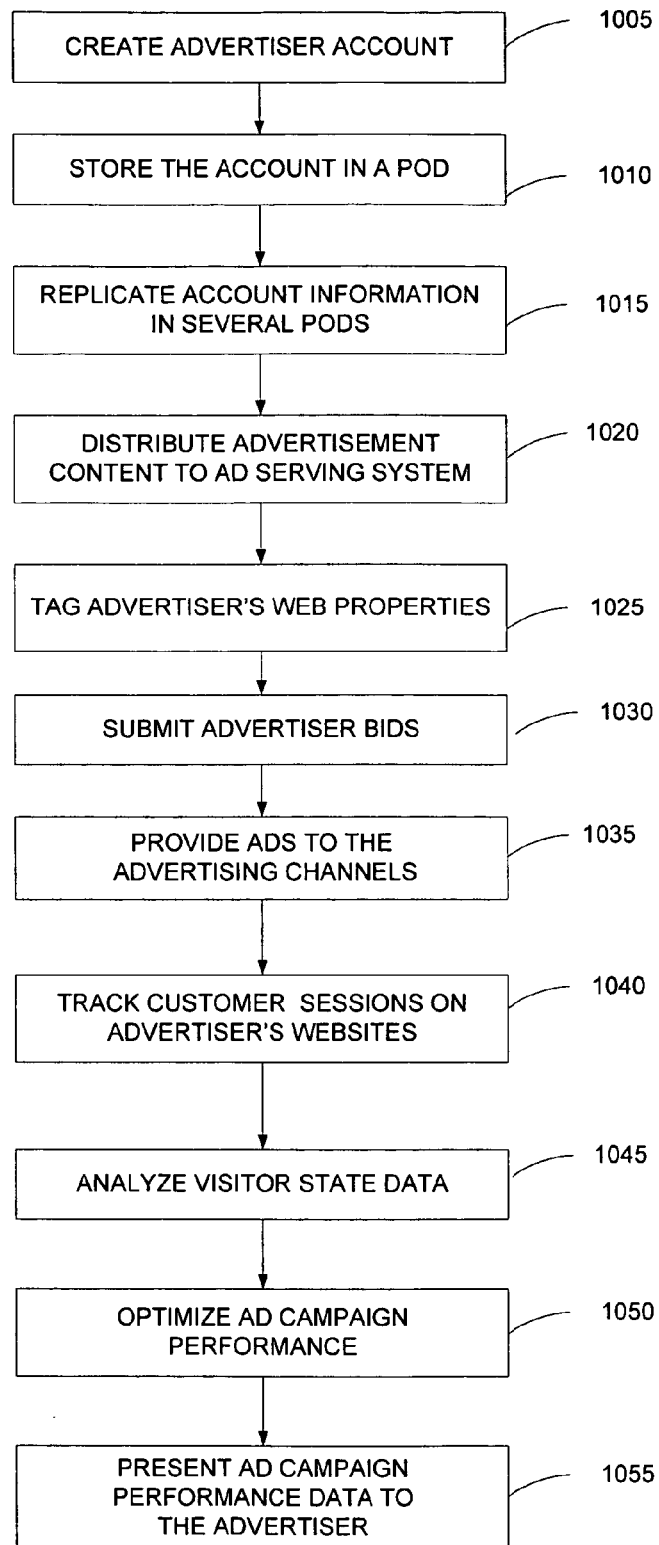 CREATE ADVERTISER ACCOUNT
1005
STORE THE ACCOUNT IN A POD
1010
REPLICATE ACCOUNT INFORMATION
IN SEVERAL PODS
1015
DISTRIBUTE ADVERTISEMENT
CONTENT TO AD SERVING SYSTEM
1020
TAG ADVERTISER'S WEB PROPERTIES
1025
SUBMIT ADVERTISER BIDS
1030
PROVIDE ADS TO THE
ADVERTISING CHANNELS
1035
TRACK CUSTOMER SESSIONS ON
ADVERTISER'S WEBSITES
1040
ANALYZE VISITOR STATE DATA
1045
OPTIMIZE AD CAMPAIGN
PERFORMANCE
1050
PRESENT AD CAMPAIGN
PERFORMANCE DATA TO
THE ADVERTISER
1055